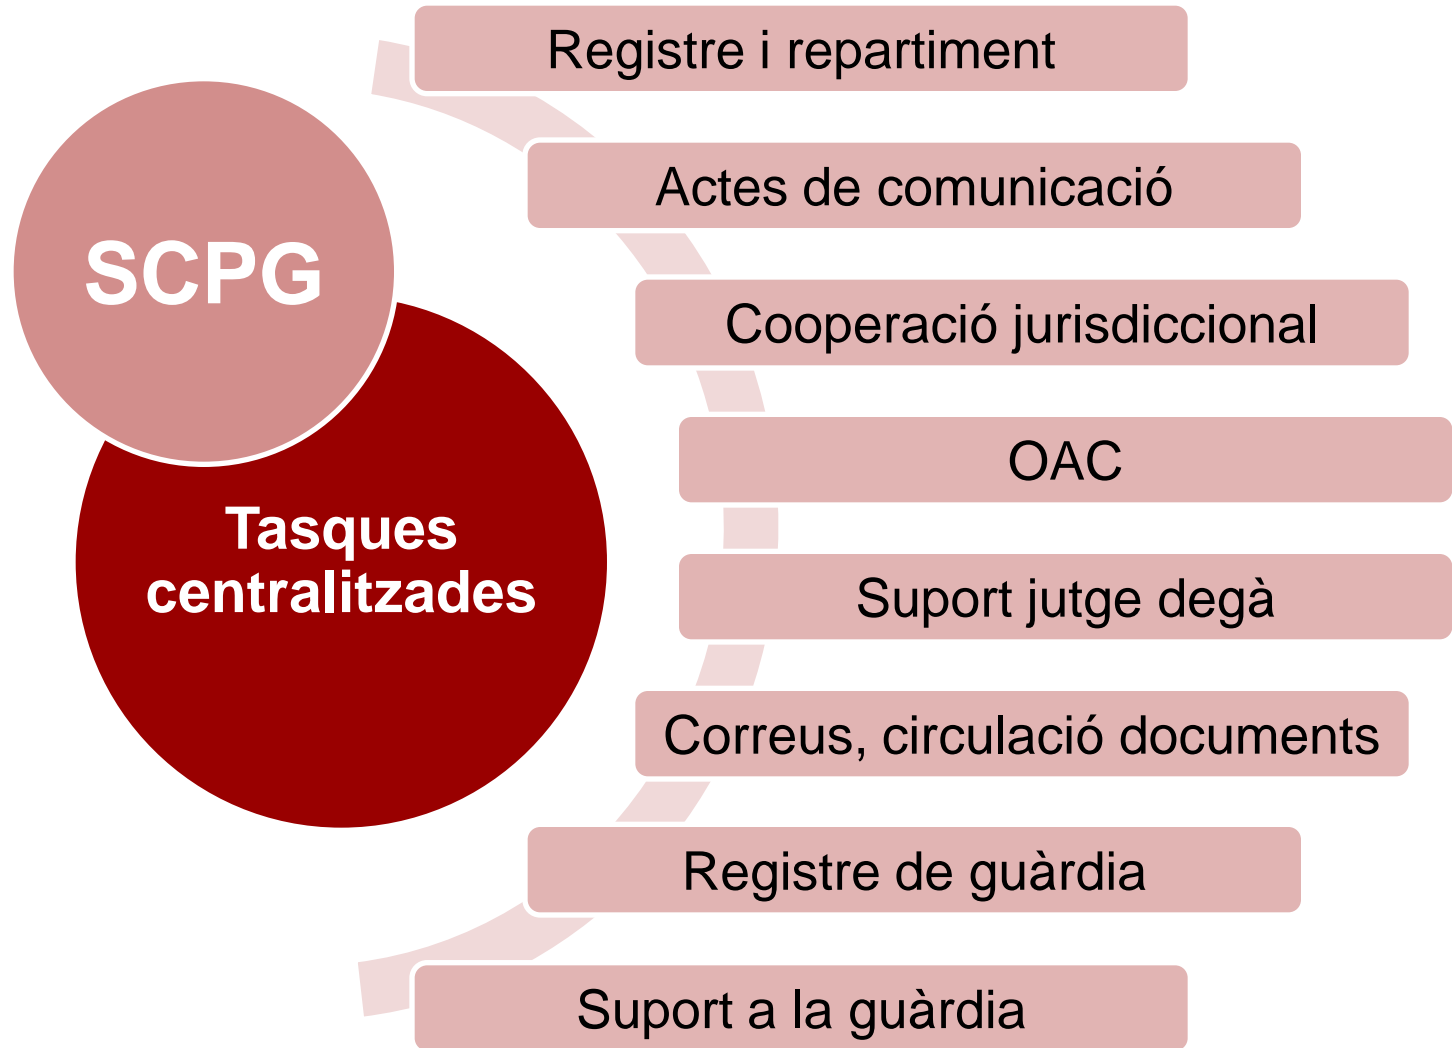 SCPG
Tasques
centralitzades
Registre i repartiment
Actes de comunicació
Cooperació jurisdiccional
OAC
Suport jutge degà
Correus, circulació documents
Registre de guàrdia
Suport a la guàrdia